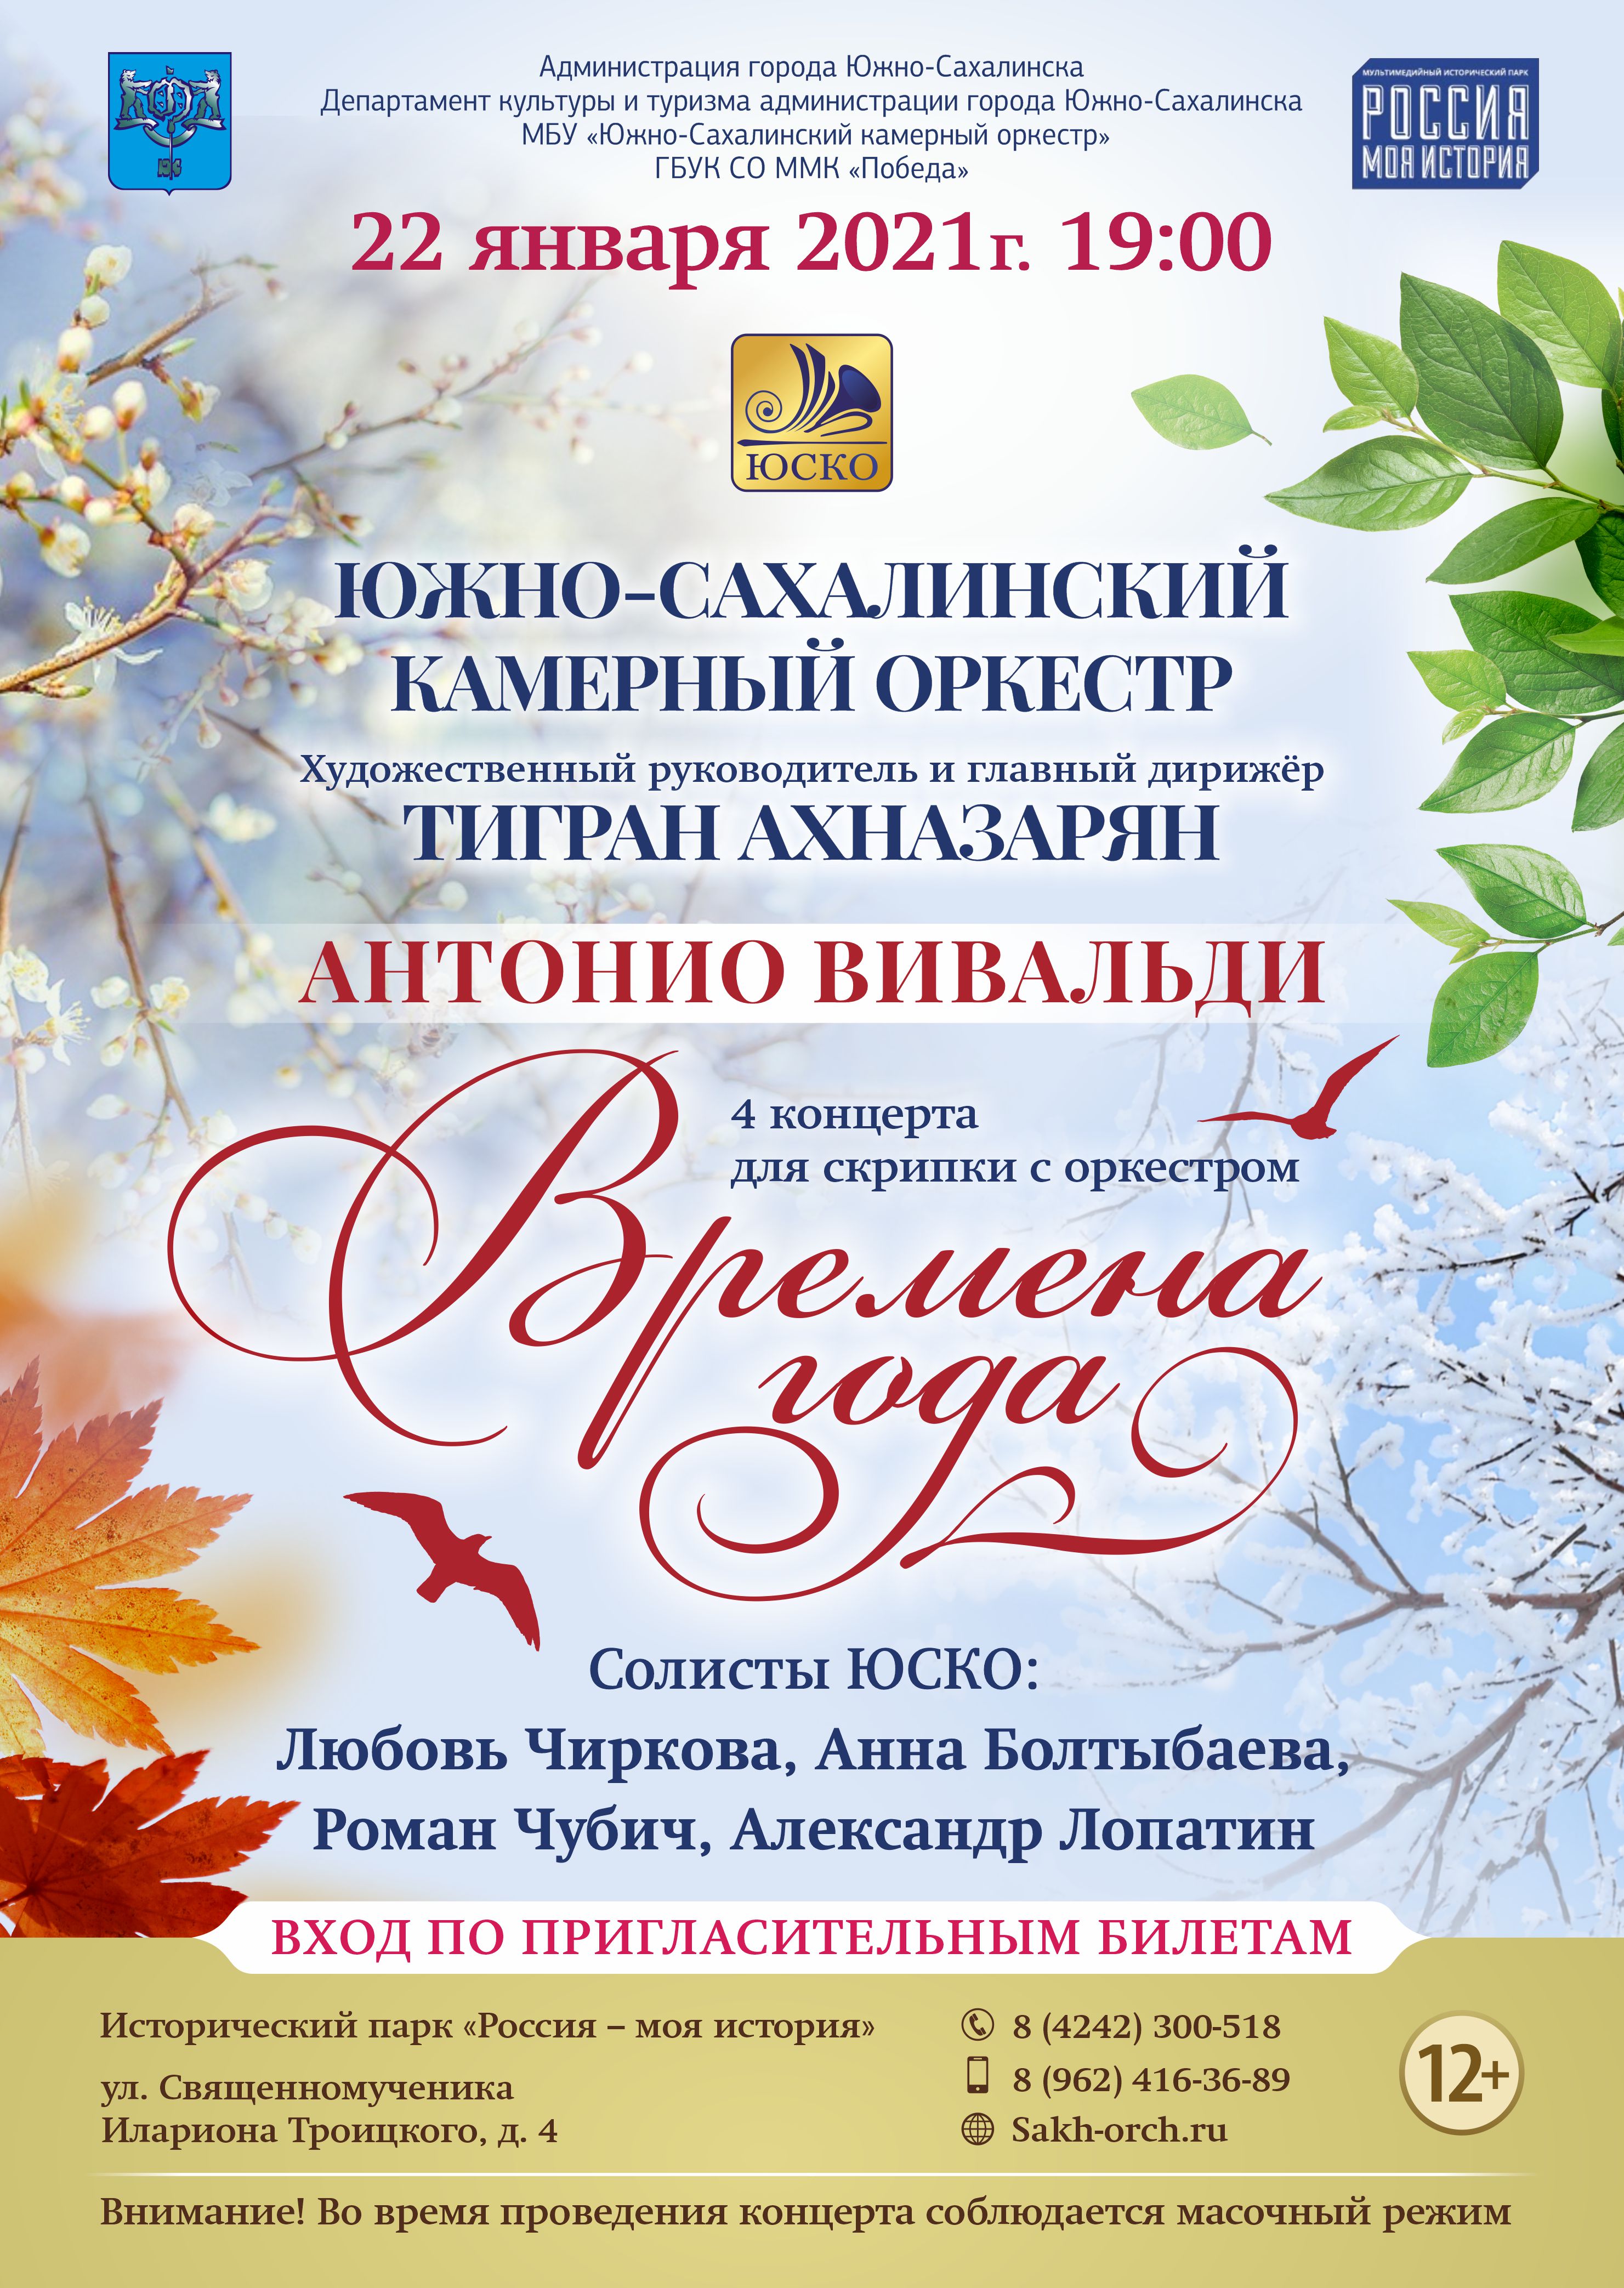 Администрация города Южно-Сахалинска
Департамент культуры и туризма администрации города Южно-Сахалинска
МБУ «Южно-Сахалинский камерный оркестр»
ГБУК СО ММК «Победа»
МУЛЬТИМЕДИЙНЫЙ ИСТОРИЧЕСКИЙ ПАРК
РОССИЯ
МОЯ ИСТОРИЯ
ЮС
22 января 2021г. 19:00
ЮСКО
ЮЖНО-САХАЛИНСКИЙ
КАМЕРНЫЙ ОРКЕСТР
Художественный руководитель и главный дирижёр
ТИГРАН АХНАЗАРЯН
АНТОНИО ВИВАЛЬДИ
4 концерта
для скрипки с оркестром
Времена
года
Солисты ЮСКО:
Любовь Чиркова, Анна Болтыбаева,
Роман Чубич, Александр Лопатин
ВХОД ПО ПРИГЛАСИТЕЛЬНЫМ БИЛЕТАМ
Исторический парк «Россия – моя история»
ул. Священномученика
Илариона Троицкого, д. 4
8 (4242) 300-518
8 (962) 416-36-89
Sakh-orch.ru
12+
Внимание! Во время проведения концерта соблюдается масочный режим